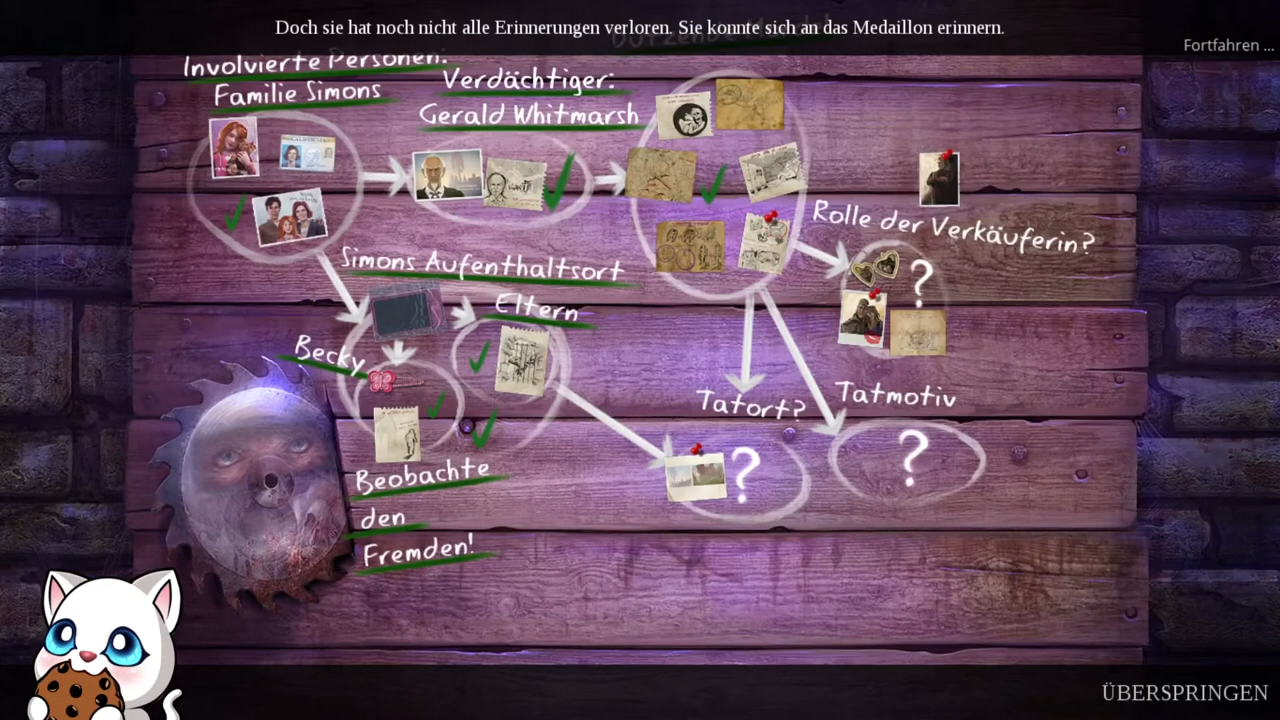 Doch sie hat noch nicht alle Erinnerungen verloren. Sie konnte sich an das Medaillon erinnern.
Fortfahren ...
Involvierte Personen:
Familie Simons
Verdächtiger:
Gerald Whitmarsh
Rolle der Verkäuferin?
?
Simons Aufenthaltsort
Eltern
Becky
Tatort?
?
Tatmotiv
?
Beobachte
den
Fremden!
ÜBERSPRINGEN